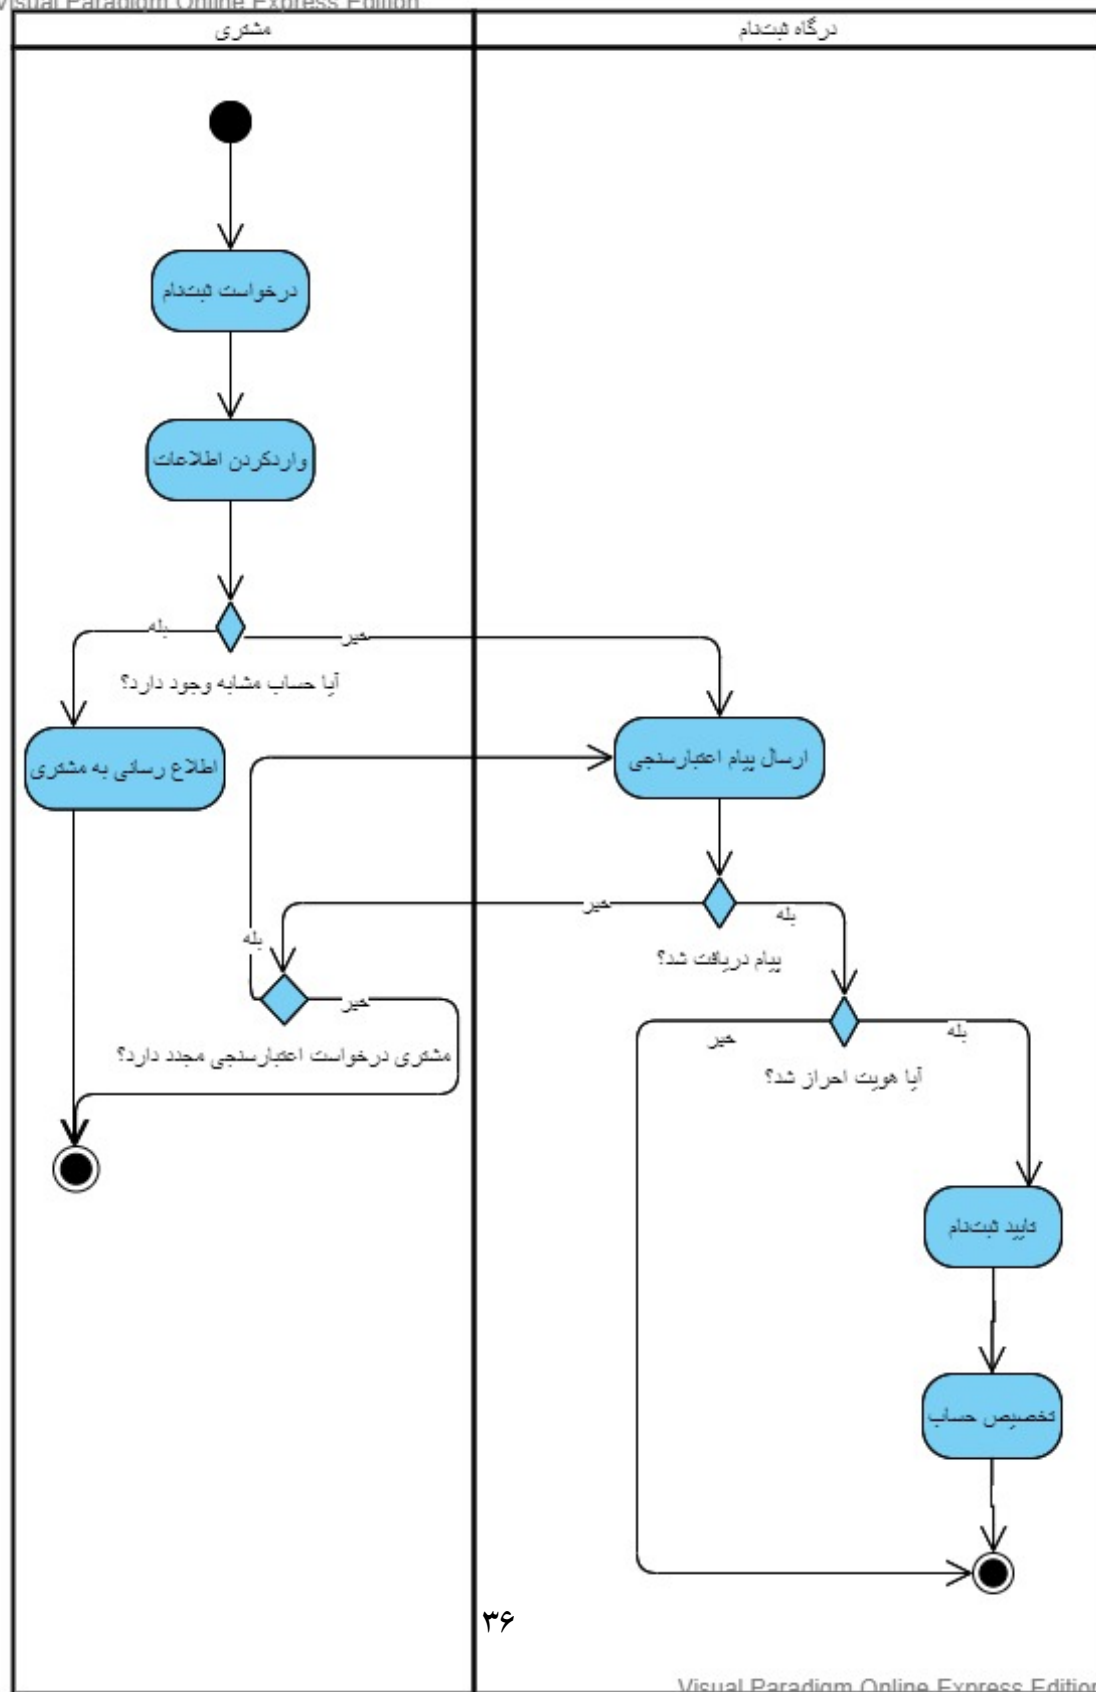 Visual Paradigm Online Express Edition
مشتری
درگاه ثبت‌نام
درخواست ثبت‌نام
واردکردن اطلاعات
بله
خیر
آیا حساب مشابه وجود دارد؟
اطلاع رسانی به مشتری
ارسال پیام اعتبارسنجی
خیر
بله
پیام دریافت شد؟
بله
خیر
مشتری درخواست اعتبارسنجی مجدد دارد؟
خیر
بله
آیا هویت احراز شد؟
تایید ثبت‌نام
تخصیص حساب
۳۶
Visual Paradigm Online Express Edition